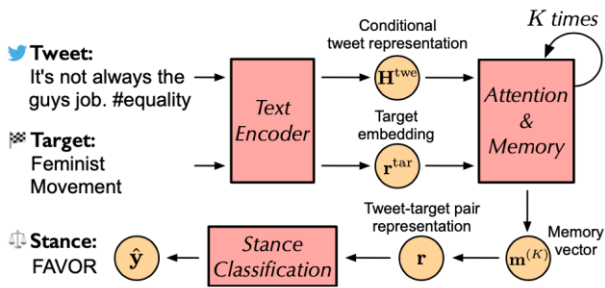 Tweet:
It's not always the
guys job. #equality
Target:
Feminist
Movement
Text
Encoder
Conditional
tweet representation
H^twe
Target
embedding
r^tar
K times
Attention
&
Memory
Memory
vector
m^(K)
Tweet-target pair
representation
r
Stance
Classification
ŷ
Stance:
FAVOR